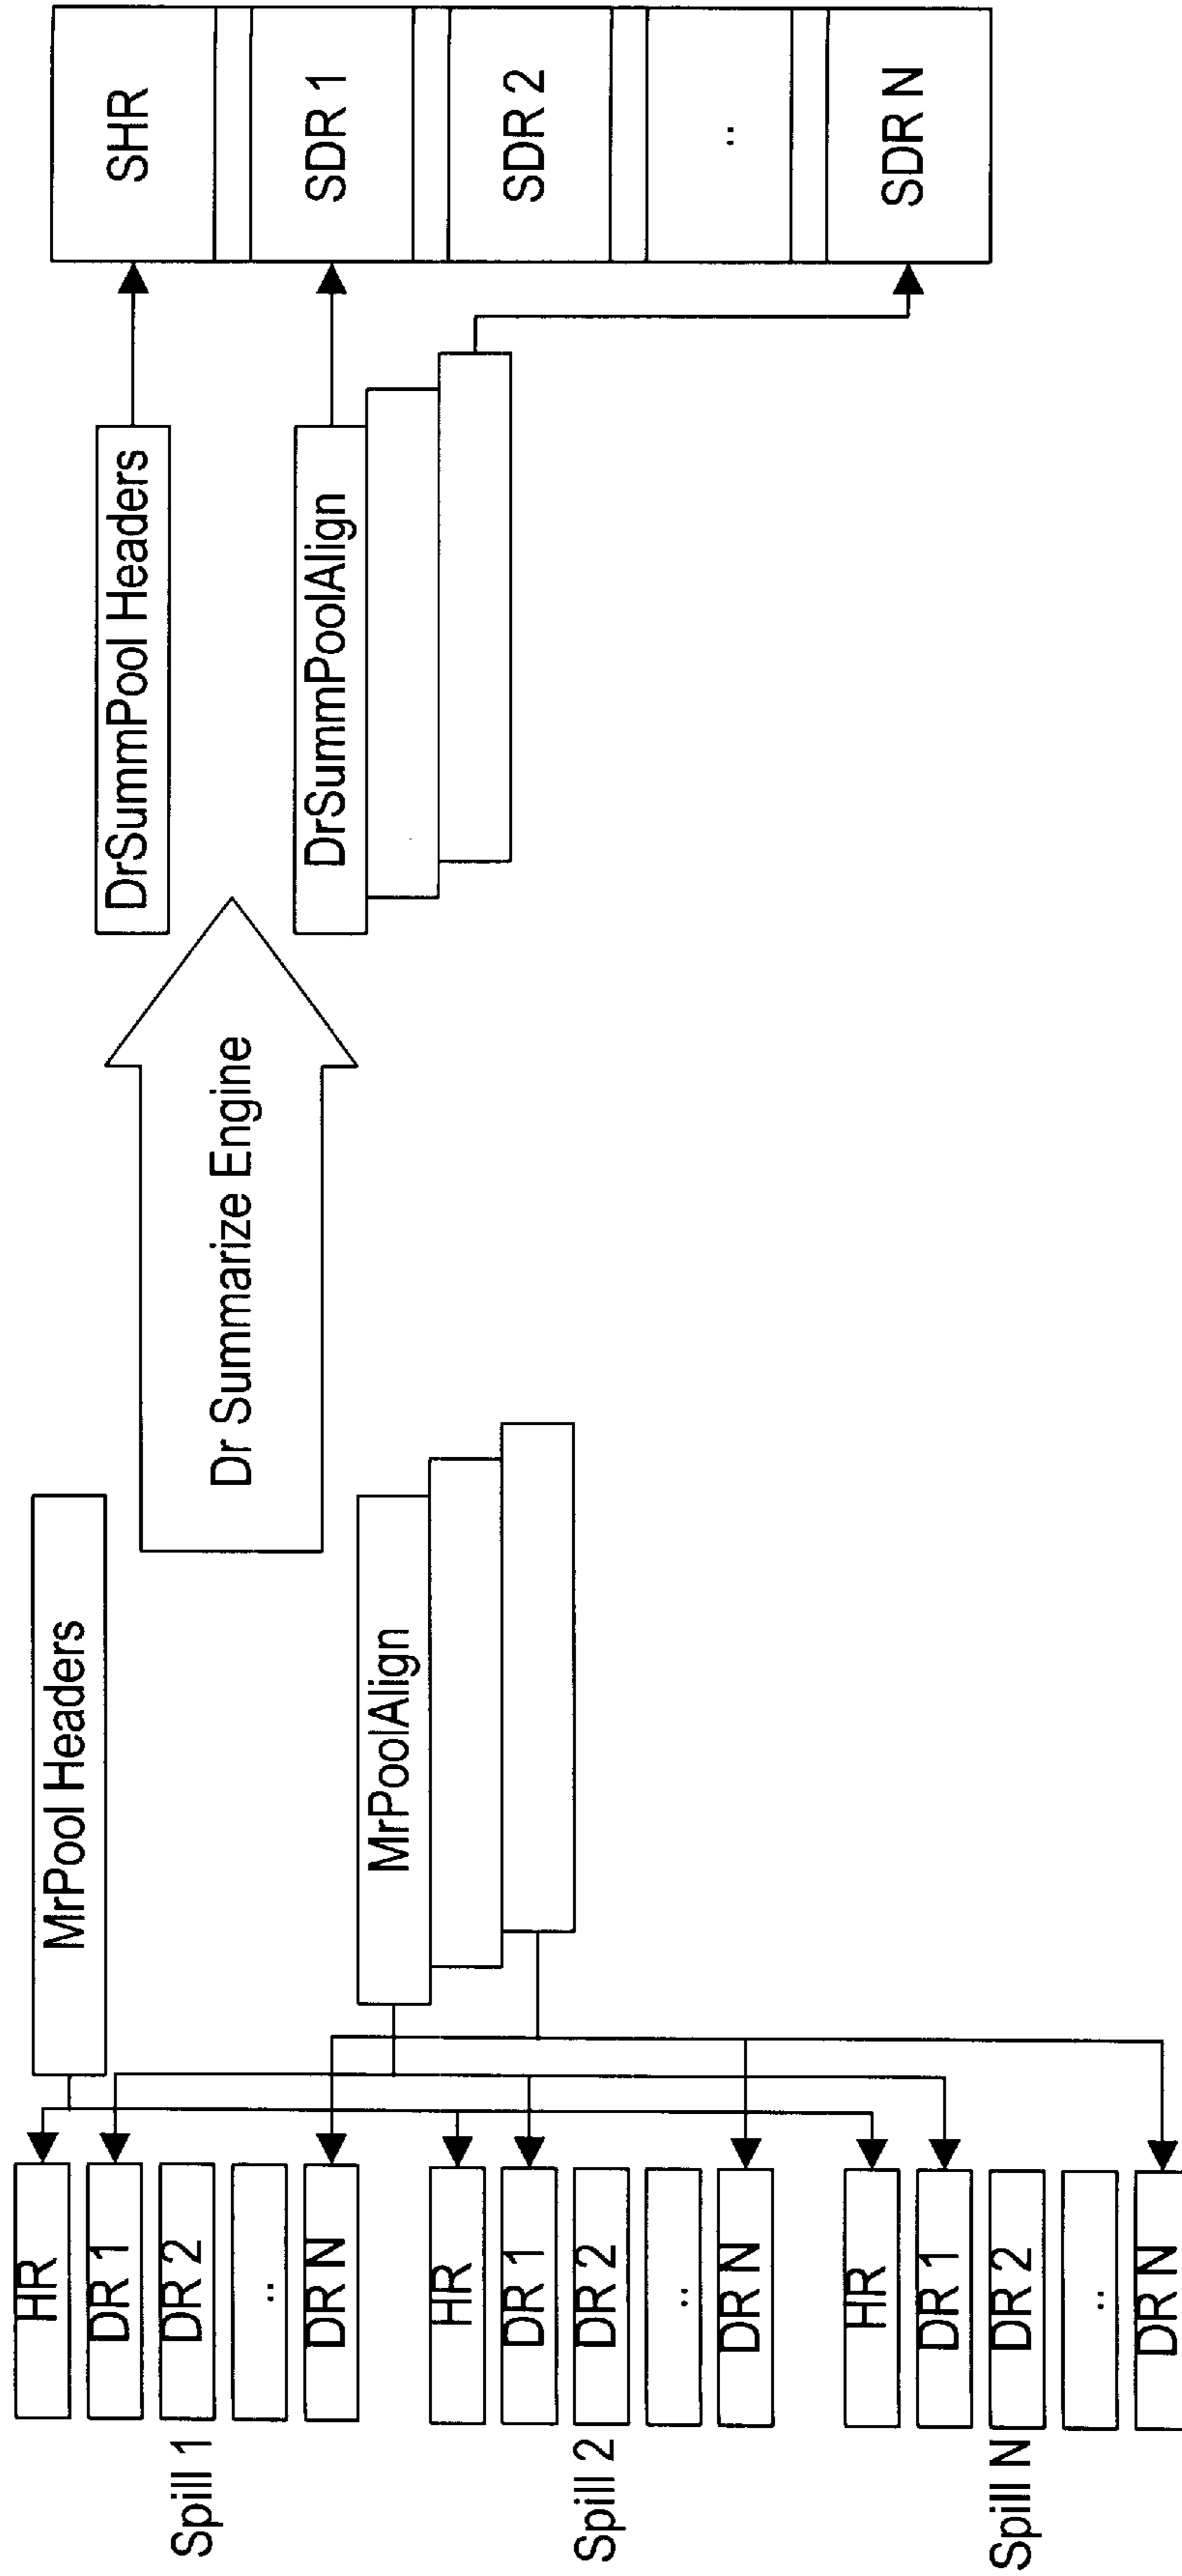 Spill 1
HR
DR 1
DR 2
..
DR N
Spill 2
HR
DR 1
DR 2
..
DR N
Spill N
HR
DR 1
DR 2
..
DR N
MrPool Headers
MrPoolAlign
Dr Summarize Engine
DrSummPool Headers
DrSummPoolAlign
SHR
SDR 1
SDR 2
..
SDR N